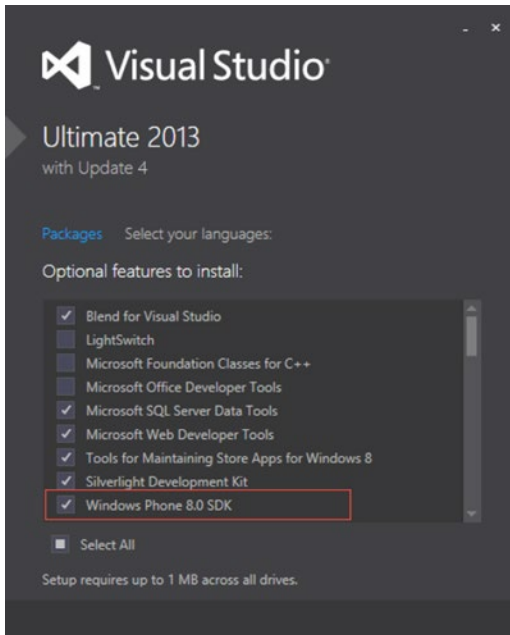 Visual Studio
Ultimate 2013
with Update 4
Packages Select your languages:
Optional features to install:
Blend for Visual Studio
LightSwitch
Microsoft Foundation Classes for C++
Microsoft Office Developer Tools
Microsoft SQL Server Data Tools
Microsoft Web Developer Tools
Tools for Maintaining Store Apps for Windows 8
Silverlight Development Kit
Windows Phone 8.0 SDK
Select All
Setup requires up to 1 MB across all drives.